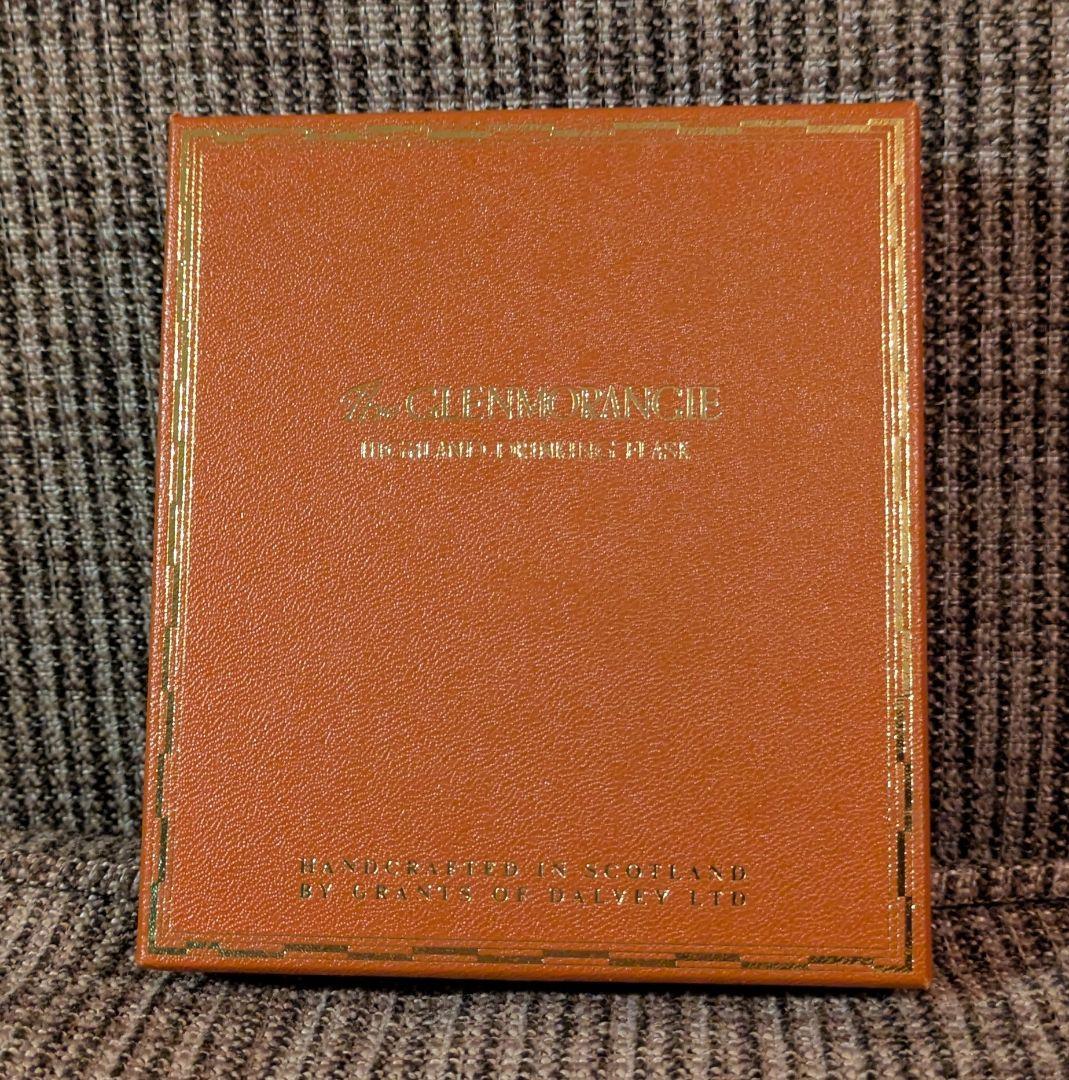 The GLENMORANGIE
HIGHLAND DRINKING FLASK
HANDCRAFTED IN SCOTLAND
BY GRANTS OF DALVEY LTD